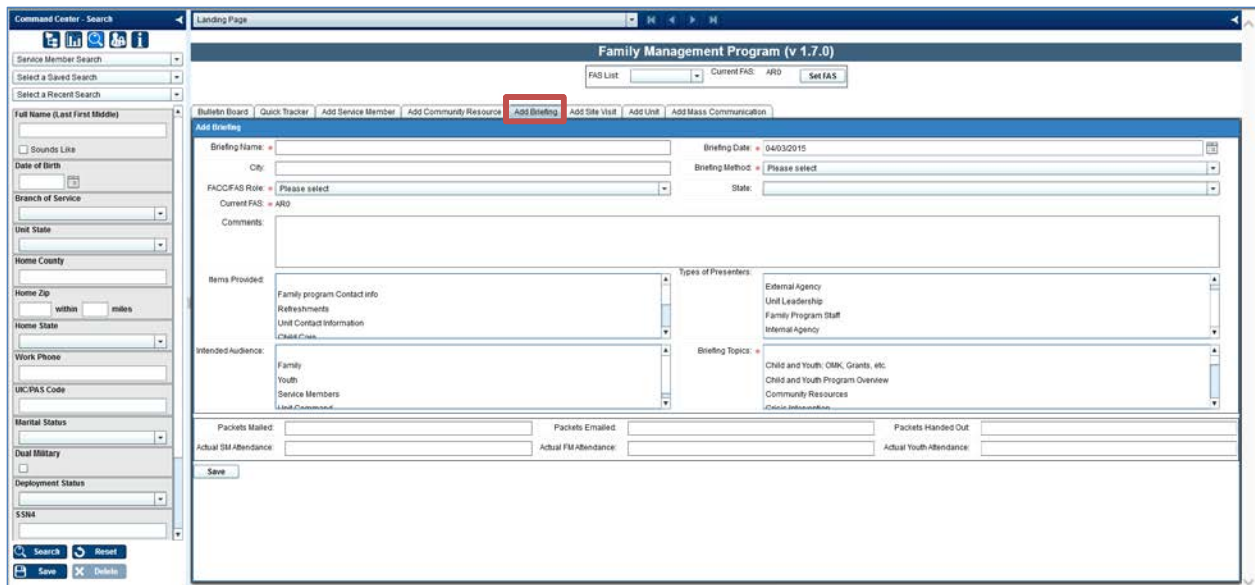 Command Center - Search
Service Member Search
Select a Saved Search
Select a Recent Search
Full Name (Last First Middle)
Sounds Like
Date of Birth
Branch of Service
Unit State
Home County
Home Zip
within miles
Home State
Work Phone
UIC/PAS Code
Marital Status
Dual Military
Deployment Status
SSN4
Search Reset
Save Delete
Landing Page
Family Management Program (v 1.7.0)
FAS List: Current FAS: AR0 Set FAS
Bulletin Board Quick Tracker Add Service Member Add Community Resource Add Briefing Add Site Visit Add Unit Add Mass Communication
Add Briefing
Briefing Name: * Briefing Date: * 04/03/2015
City: Briefing Method: * Please select
FACC/FAS Role: * Please select State:
Current FAS: * AR0
Comments:
Items Provided: Types of Presenters:
Family program Contact info
Refreshments
Unit Contact Information
Child Care
External Agency
Unit Leadership
Family Program Staff
Internal Agency
Intended Audience: Briefing Topics: *
Family
Youth
Service Members
Unit Command
Child and Youth: OMK, Grants, etc.
Child and Youth Program Overview
Community Resources
Crisis Intervention
Packets Mailed: Packets Emailed: Packets Handed Out:
Actual SM Attendance: Actual FM Attendance: Actual Youth Attendance:
Save